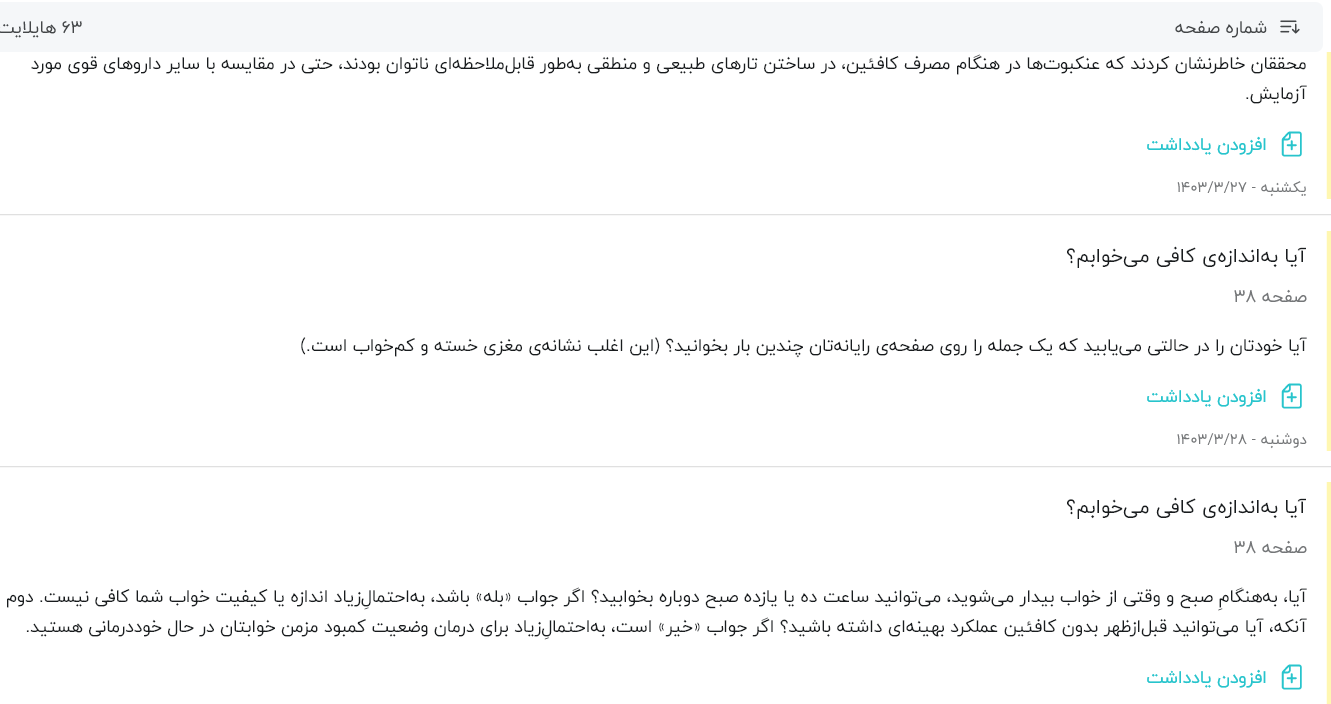 شماره صفحه
۶۳ هایلایت
محققان خاطرنشان کردند که عنکبوت‌ها در هنگام مصرف کافئین، در ساختن تارهای طبیعی و منطقی به‌طور قابل‌ملاحظه‌ای ناتوان بودند، حتی در مقایسه با سایر داروهای قوی مورد
آزمایش.
افزودن یادداشت
یکشنبه - ۱۴۰۳/۳/۲۷
آیا به‌اندازه‌ی کافی می‌خوابم؟
صفحه ۳۸
آیا خودتان را در حالتی می‌یابید که یک جمله را روی صفحه‌ی رایانه‌تان چندین بار بخوانید؟ (این اغلب نشانه‌ی مغزی خسته و کم‌خواب است.)
افزودن یادداشت
دوشنبه - ۱۴۰۳/۳/۲۸
آیا به‌اندازه‌ی کافی می‌خوابم؟
صفحه ۳۸
آیا، به‌هنگامِ صبح و وقتی از خواب بیدار می‌شوید، می‌توانید ساعت ده یا یازده صبح دوباره بخوابید؟ اگر جواب «بله» باشد، به‌احتمالِ‌زیاد اندازه یا کیفیت خواب شما کافی نیست. دوم
آنکه، آیا می‌توانید قبل‌ازظهر بدون کافئین عملکرد بهینه‌ای داشته باشید؟ اگر جواب «خیر» است، به‌احتمالِ‌زیاد برای درمان وضعیت کمبود مزمن خوابتان در حال خوددرمانی هستید.
افزودن یادداشت